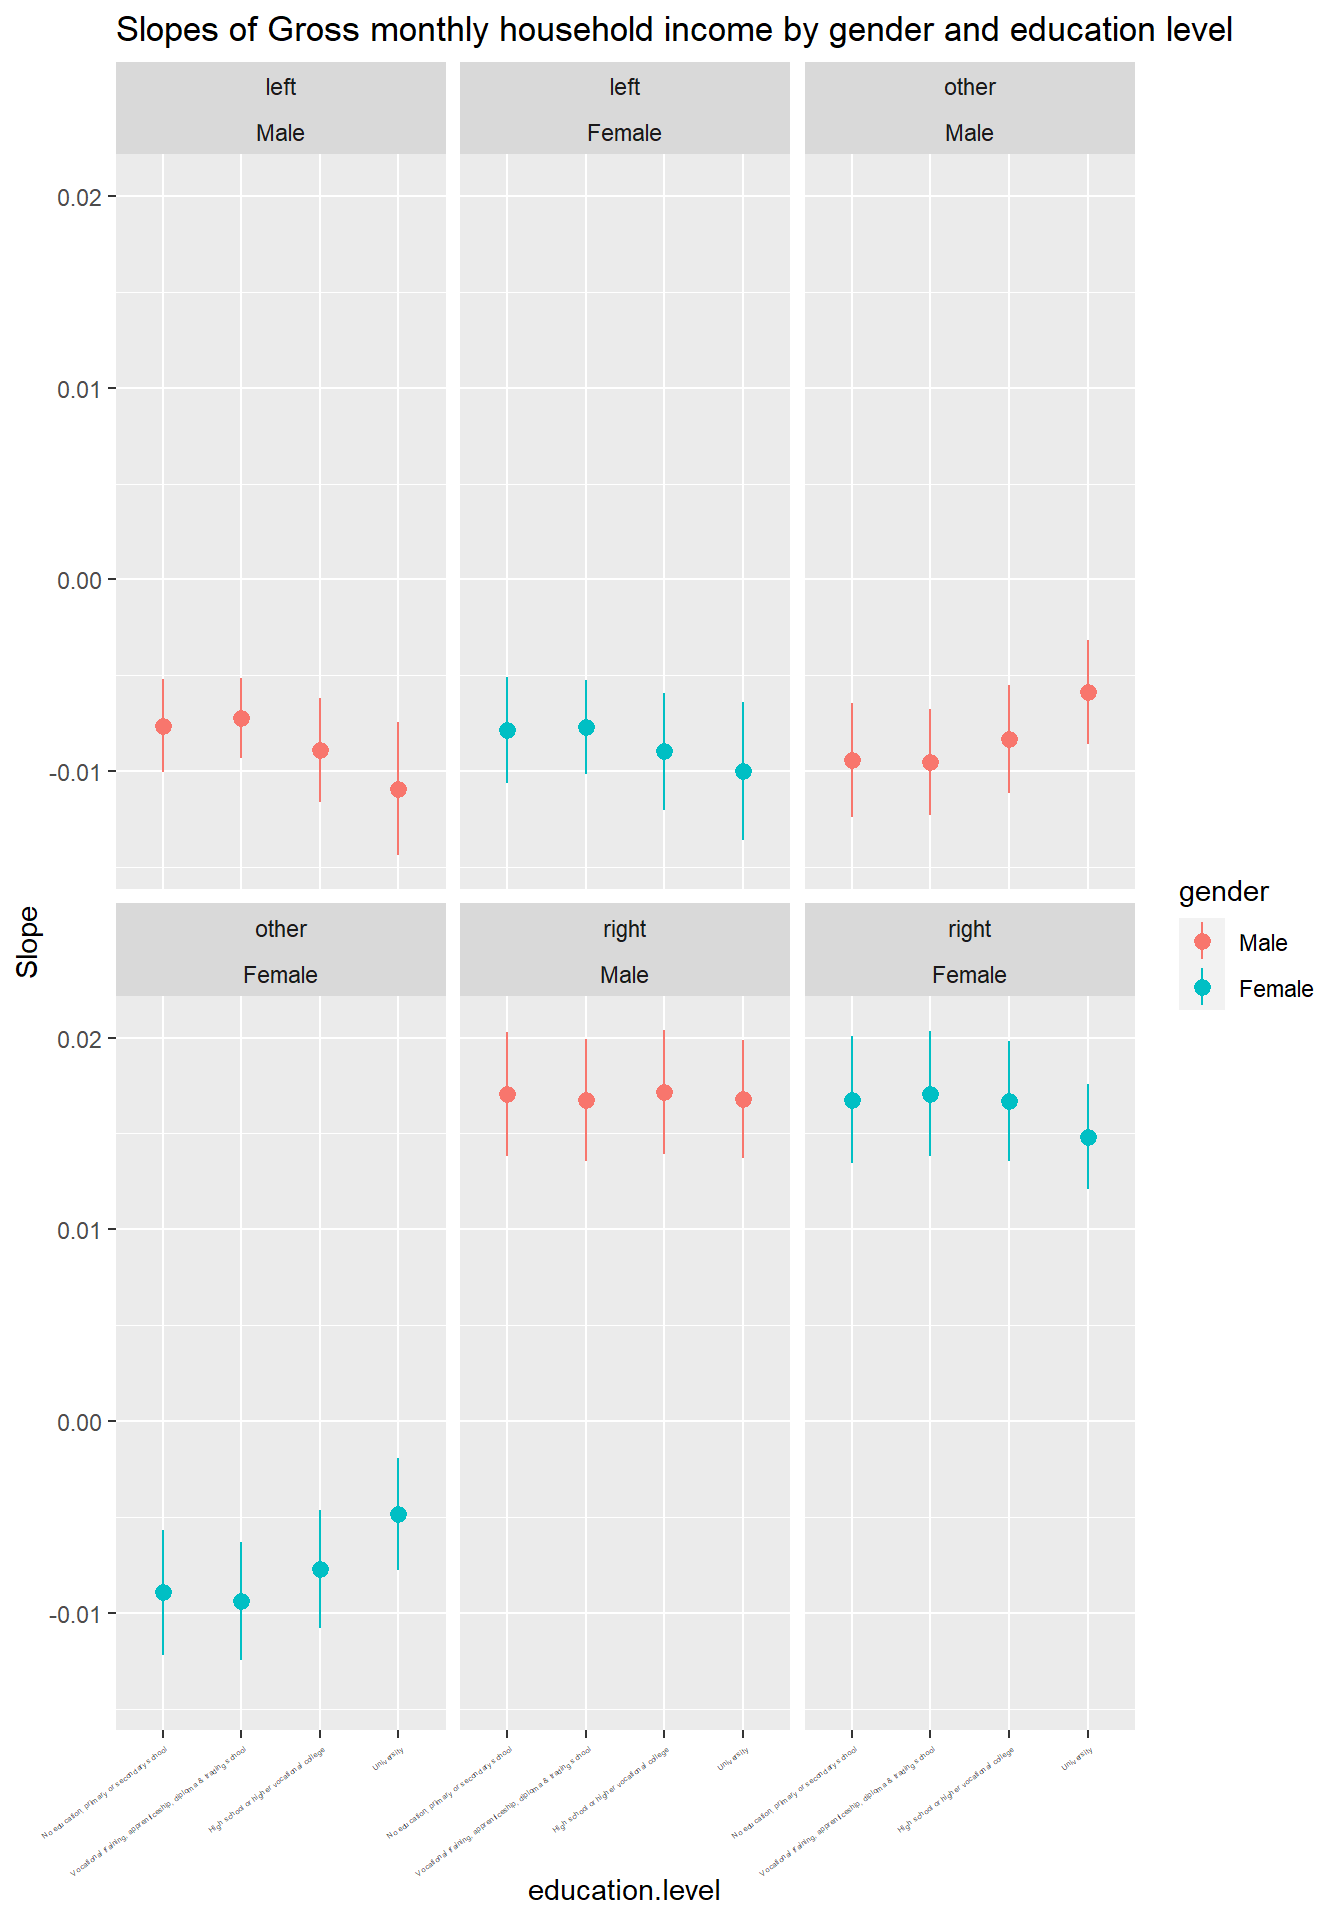 Slopes of Gross monthly household income by gender and education level
left
Male
left
Female
other
Male
0.02
0.01
0.00
-0.01
other
Female
right
Male
right
Female
0.02
0.01
0.00
-0.01
Slope
gender
Male
Female
No education, primary or secondary school
Vocational training, apprenticeship, diploma & trading school
High school or higher vocational college
University
No education, primary or secondary school
Vocational training, apprenticeship, diploma & trading school
High school or higher vocational college
University
No education, primary or secondary school
Vocational training, apprenticeship, diploma & trading school
High school or higher vocational college
University
education.level